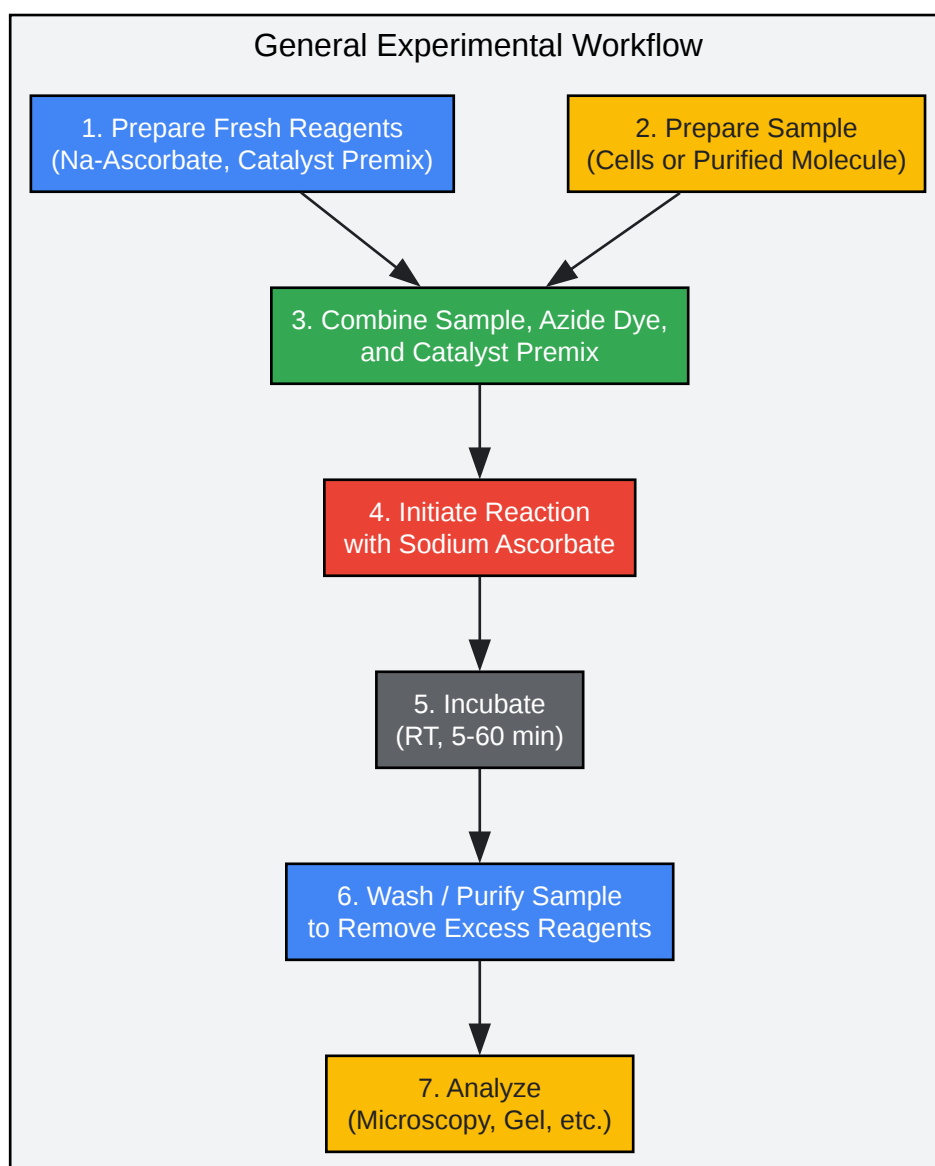 General Experimental Workflow
1. Prepare Fresh Reagents
(Na-Ascorbate, Catalyst Premix)
2. Prepare Sample
(Cells or Purified Molecule)
3. Combine Sample, Azide Dye,
and Catalyst Premix
4. Initiate Reaction
with Sodium Ascorbate
5. Incubate
(RT, 5-60 min)
6. Wash / Purify Sample
to Remove Excess Reagents
7. Analyze
(Microscopy, Gel, etc.)